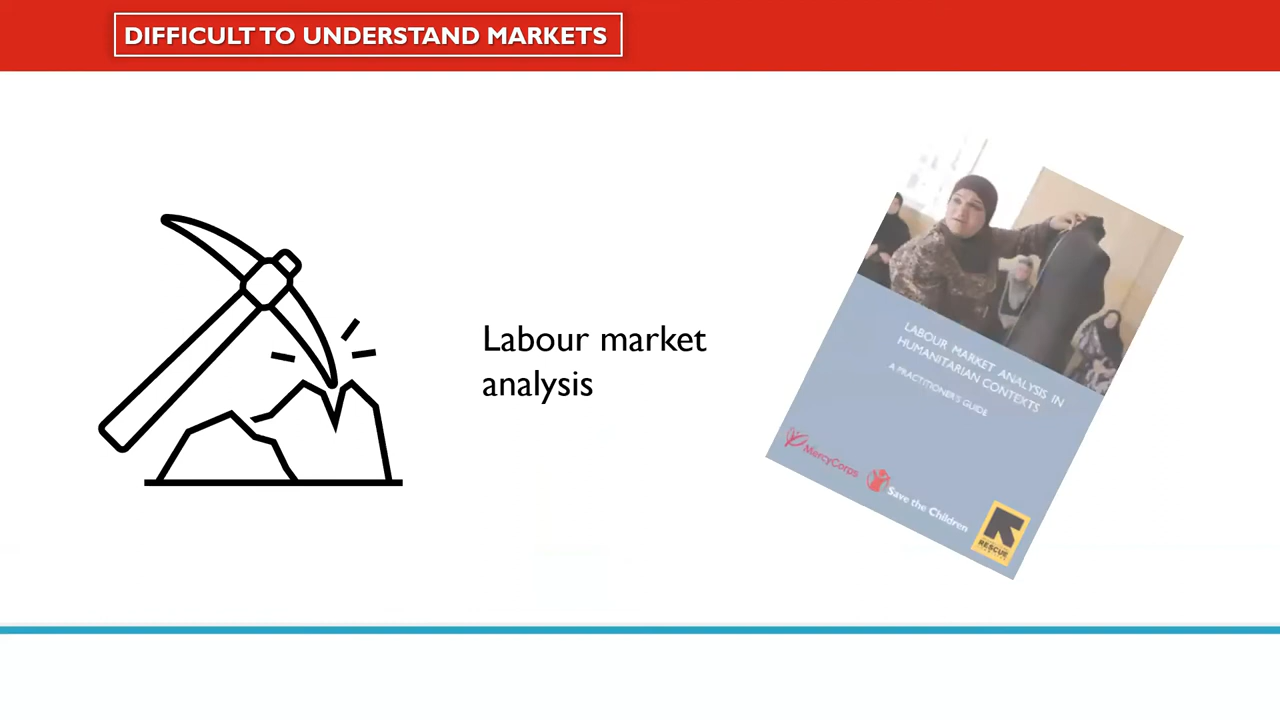 DIFFICULT TO UNDERSTAND MARKETS
Labour market
analysis
LABOUR MARKET ANALYSIS IN
HUMANITARIAN CONTEXTS
A PRACTITIONER'S GUIDE
MercyCorps
Save the Children
RESCUE